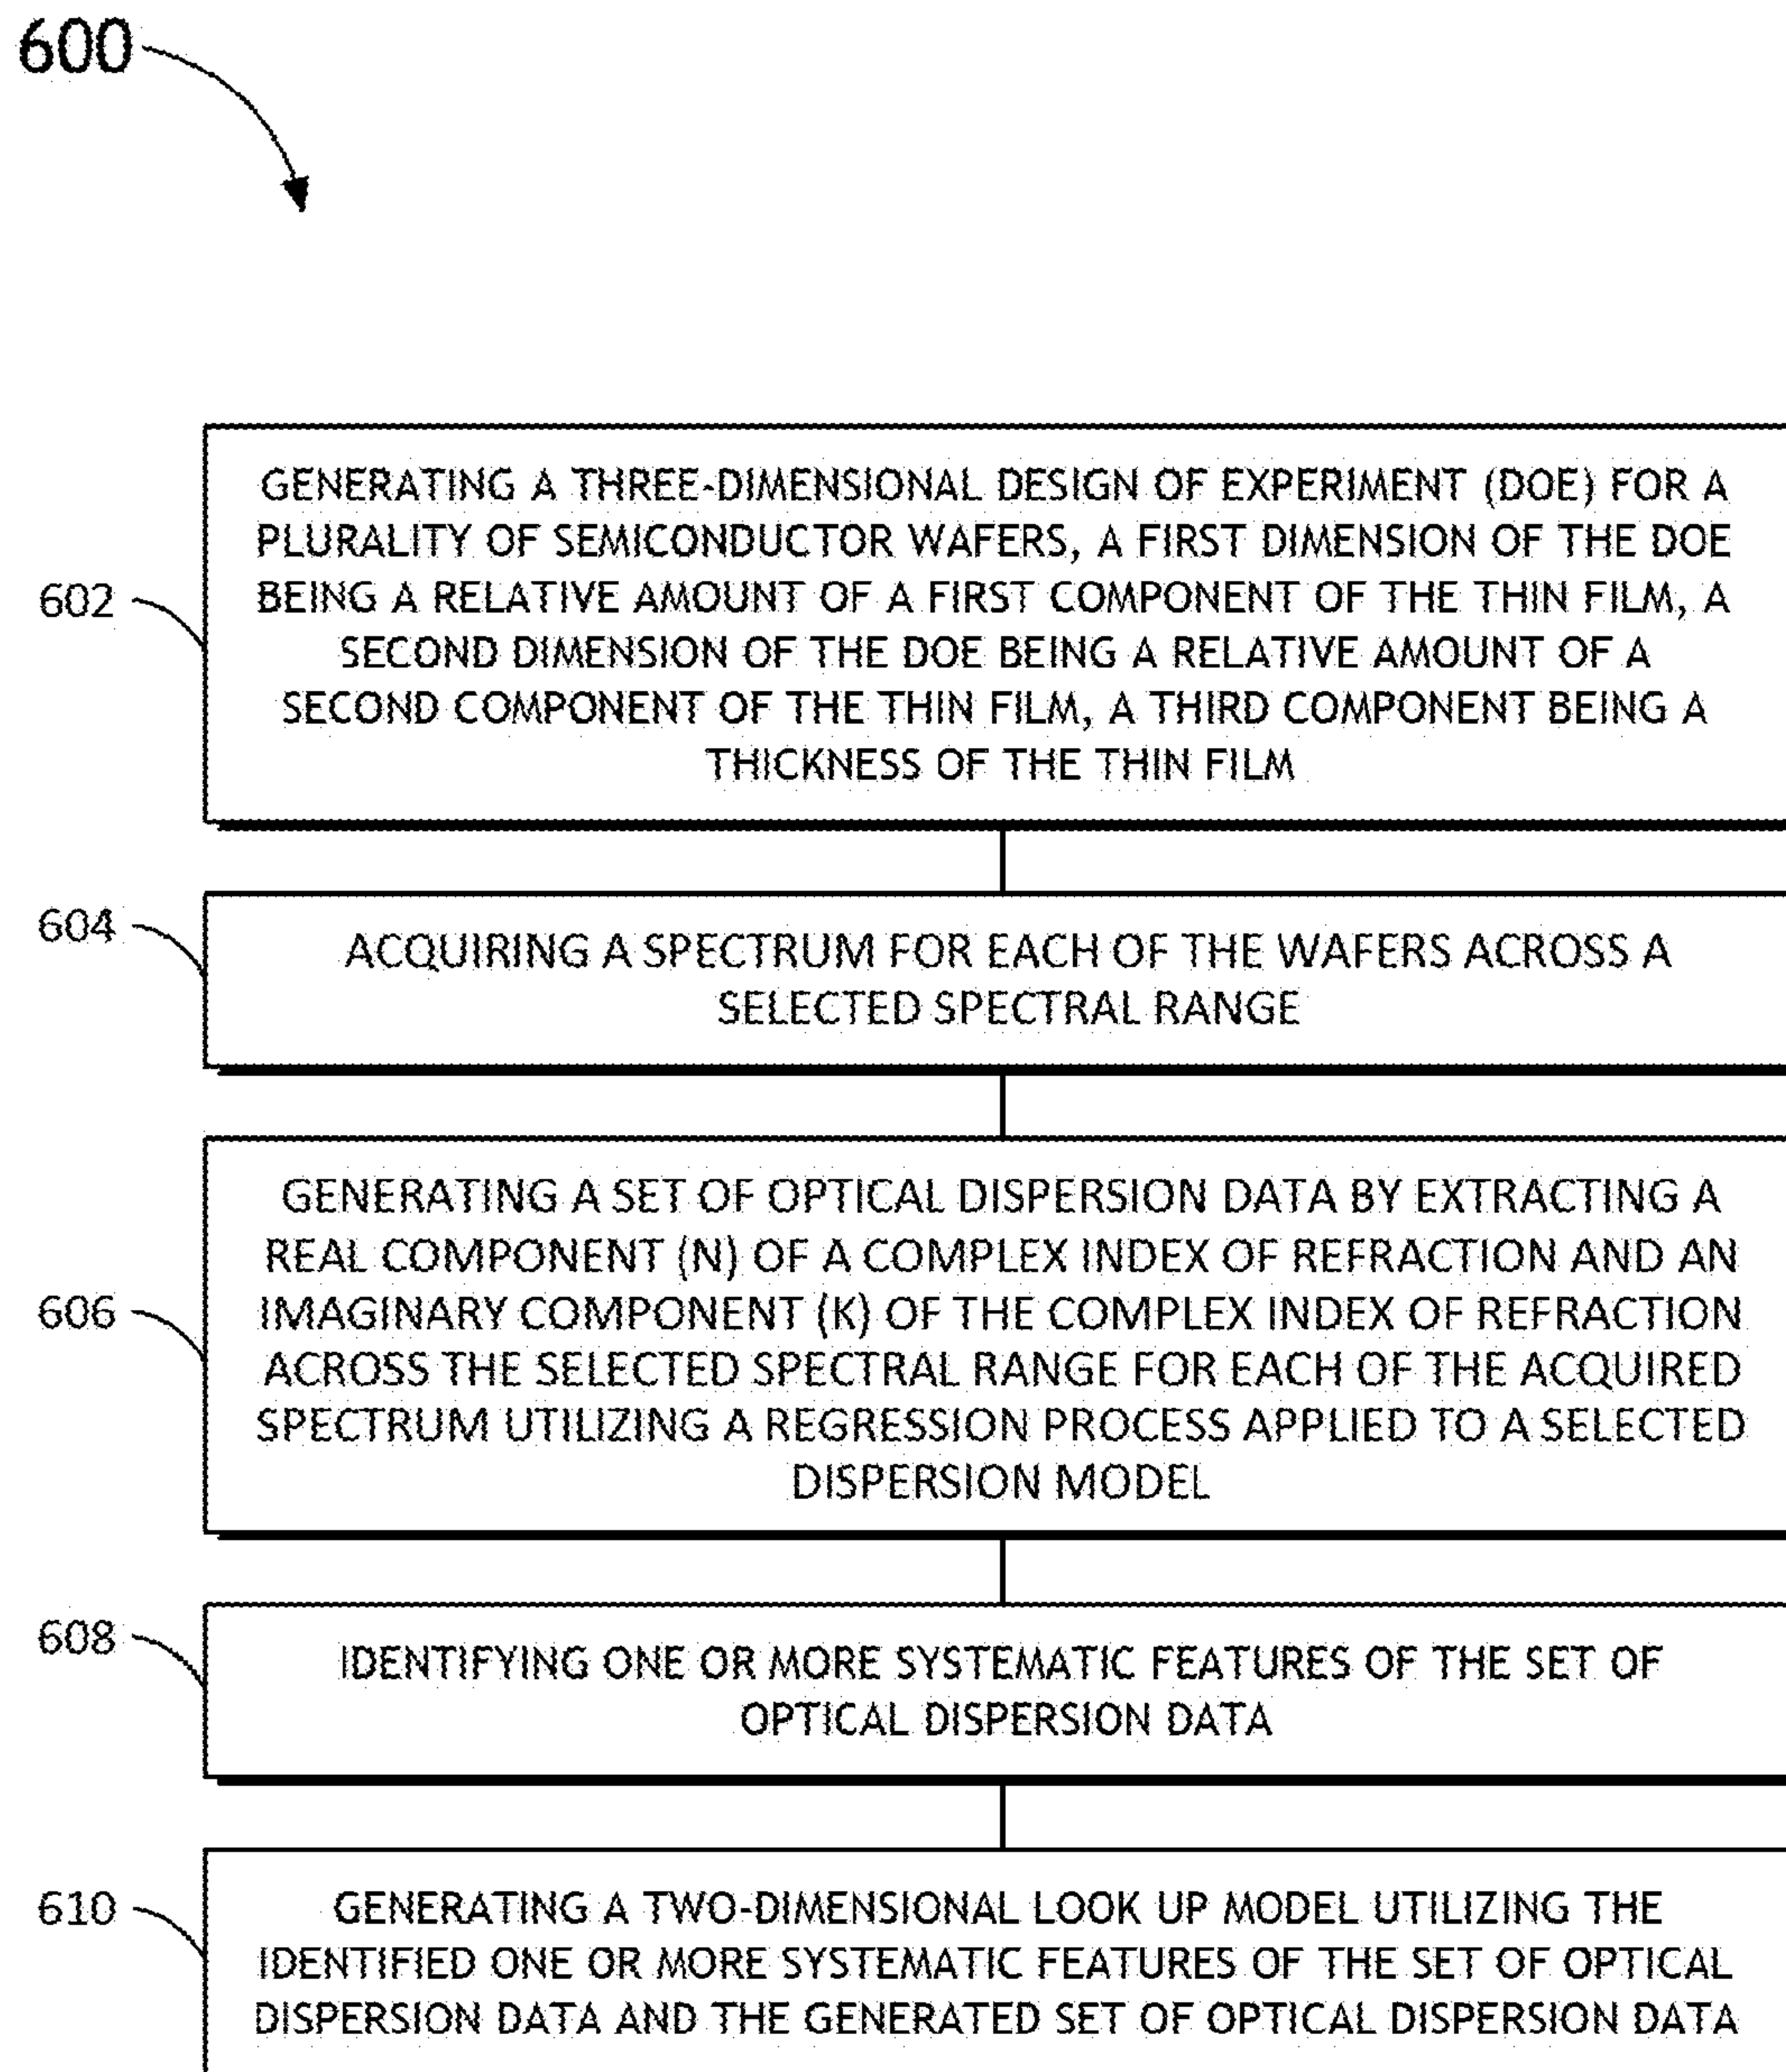 600
602
GENERATING A THREE-DIMENSIONAL DESIGN OF EXPERIMENT (DOE) FOR A
PLURALITY OF SEMICONDUCTOR WAFERS, A FIRST DIMENSION OF THE DOE
BEING A RELATIVE AMOUNT OF A FIRST COMPONENT OF THE THIN FILM, A
SECOND DIMENSION OF THE DOE BEING A RELATIVE AMOUNT OF A
SECOND COMPONENT OF THE THIN FILM, A THIRD COMPONENT BEING A
THICKNESS OF THE THIN FILM
604
ACQUIRING A SPECTRUM FOR EACH OF THE WAFERS ACROSS A
SELECTED SPECTRAL RANGE
606
GENERATING A SET OF OPTICAL DISPERSION DATA BY EXTRACTING A
REAL COMPONENT (N) OF A COMPLEX INDEX OF REFRACTION AND AN
IMAGINARY COMPONENT (K) OF THE COMPLEX INDEX OF REFRACTION
ACROSS THE SELECTED SPECTRAL RANGE FOR EACH OF THE ACQUIRED
SPECTRUM UTILIZING A REGRESSION PROCESS APPLIED TO A SELECTED
DISPERSION MODEL
608
IDENTIFYING ONE OR MORE SYSTEMATIC FEATURES OF THE SET OF
OPTICAL DISPERSION DATA
610
GENERATING A TWO-DIMENSIONAL LOOK UP MODEL UTILIZING THE
IDENTIFIED ONE OR MORE SYSTEMATIC FEATURES OF THE SET OF OPTICAL
DISPERSION DATA AND THE GENERATED SET OF OPTICAL DISPERSION DATA